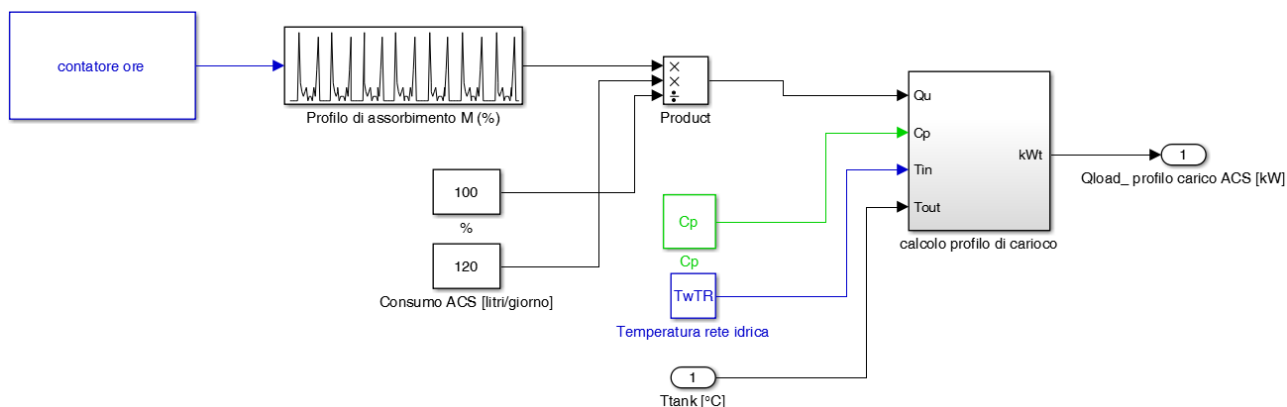 contatore ore
Profilo di assorbimento M (%)
×
×
÷
Product
100
%
120
Consumo ACS [litri/giorno]
Cp
Cp
TwTR
Temperatura rete idrica
1
Ttank [°C]
Qu
Cp
Tin
Tout
kWt
calcolo profilo di carioco
1
Qload_ profilo carico ACS [kW]